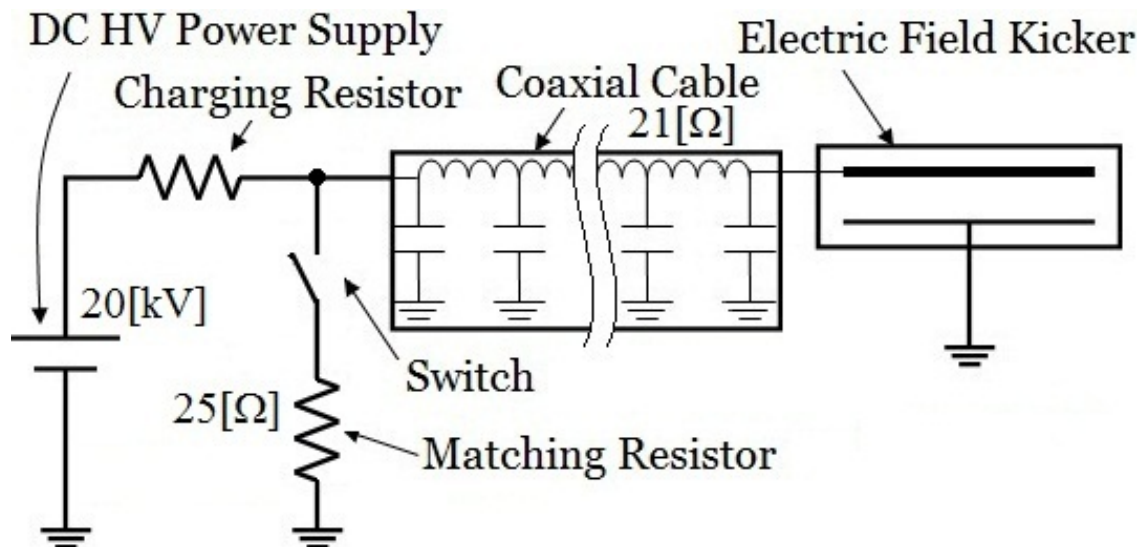 DC HV Power Supply
Electric Field Kicker
Charging Resistor
Coaxial Cable
21[Ω]
20[kV]
Switch
25[Ω]
Matching Resistor